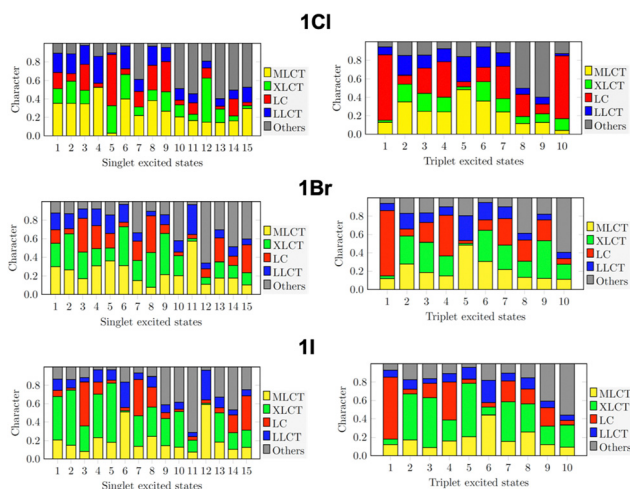 1Cl
Character
0.8
0.6
0.4
0.2
0.0
1 2 3 4 5 6 7 8 9 10 11 12 13 14 15
Singlet excited states
MLCT
XLCT
LC
LLCT
Others
Character
0.8
0.6
0.4
0.2
0.0
1 2 3 4 5 6 7 8 9 10
Triplet excited states
MLCT
XLCT
LC
LLCT
Others
1Br
Character
0.8
0.6
0.4
0.2
0.0
1 2 3 4 5 6 7 8 9 10 11 12 13 14 15
Singlet excited states
MLCT
XLCT
LC
LLCT
Others
Character
0.8
0.6
0.4
0.2
0.0
1 2 3 4 5 6 7 8 9 10
Triplet excited states
MLCT
XLCT
LC
LLCT
Others
1I
Character
0.8
0.6
0.4
0.2
0.0
1 2 3 4 5 6 7 8 9 10 11 12 13 14 15
Singlet excited states
MLCT
XLCT
LC
LLCT
Others
Character
0.8
0.6
0.4
0.2
0.0
1 2 3 4 5 6 7 8 9 10
Triplet excited states
MLCT
XLCT
LC
LLCT
Others